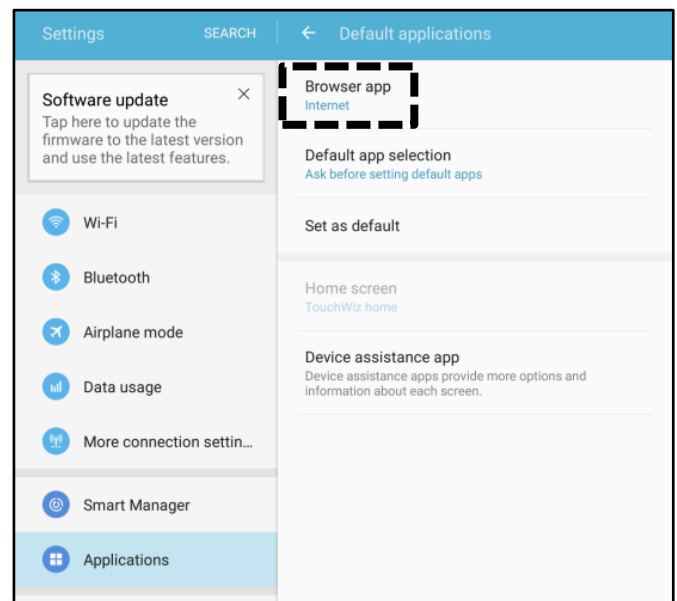 Settings
SEARCH
Software update
Tap here to update the
firmware to the latest version
and use the latest features.
Wi-Fi
Bluetooth
Airplane mode
Data usage
More connection settin...
Smart Manager
Applications
Default applications
Browser app
Internet
Default app selection
Ask before setting default apps
Set as default
Home screen
TouchWiz home
Device assistance app
Device assistance apps provide more options and
information about each screen.